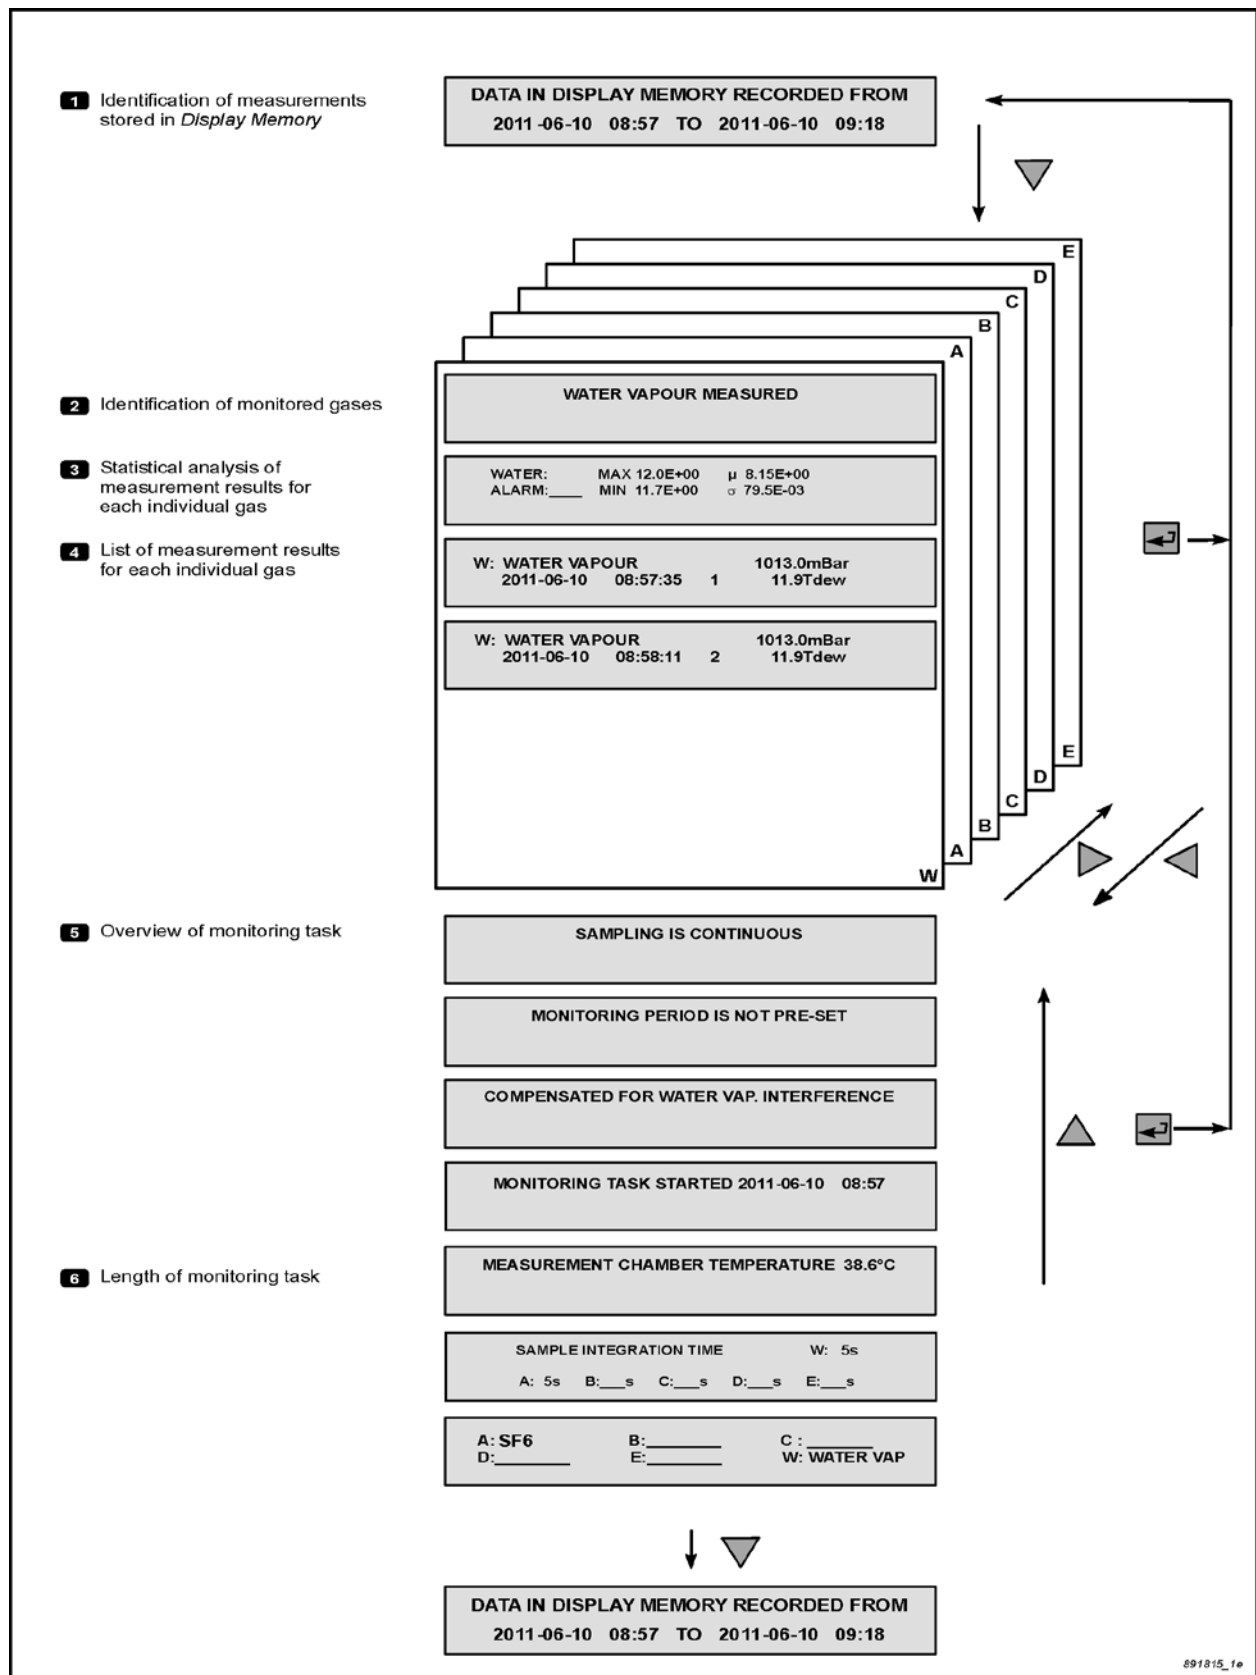 1 Identification of measurements
stored in Display Memory
DATA IN DISPLAY MEMORY RECORDED FROM
2011-06-10 08:57 TO 2011-06-10 09:18
E
D
C
B
A
WATER VAPOUR MEASURED
2 Identification of monitored gases
3 Statistical analysis of
measurement results for
each individual gas
WATER: MAX 12.0E+00 μ 8.15E+00
ALARM:____ MIN 11.7E+00 σ 79.5E-03
4 List of measurement results
for each individual gas
W: WATER VAPOUR 1013.0mBar
2011-06-10 08:57:35 1 11.9Tdew
W: WATER VAPOUR 1013.0mBar
2011-06-10 08:58:11 2 11.9Tdew
E
D
C
B
A
W
5 Overview of monitoring task
SAMPLING IS CONTINUOUS
MONITORING PERIOD IS NOT PRE-SET
COMPENSATED FOR WATER VAP. INTERFERENCE
MONITORING TASK STARTED 2011-06-10 08:57
6 Length of monitoring task
MEASUREMENT CHAMBER TEMPERATURE 38.6°C
SAMPLE INTEGRATION TIME W: 5s
A: 5s B:___s C:___s D:___s E:___s
A: SF6 B:________ C :_______
D:________ E:________ W: WATER VAP
DATA IN DISPLAY MEMORY RECORDED FROM
2011-06-10 08:57 TO 2011-06-10 09:18
891815_1e